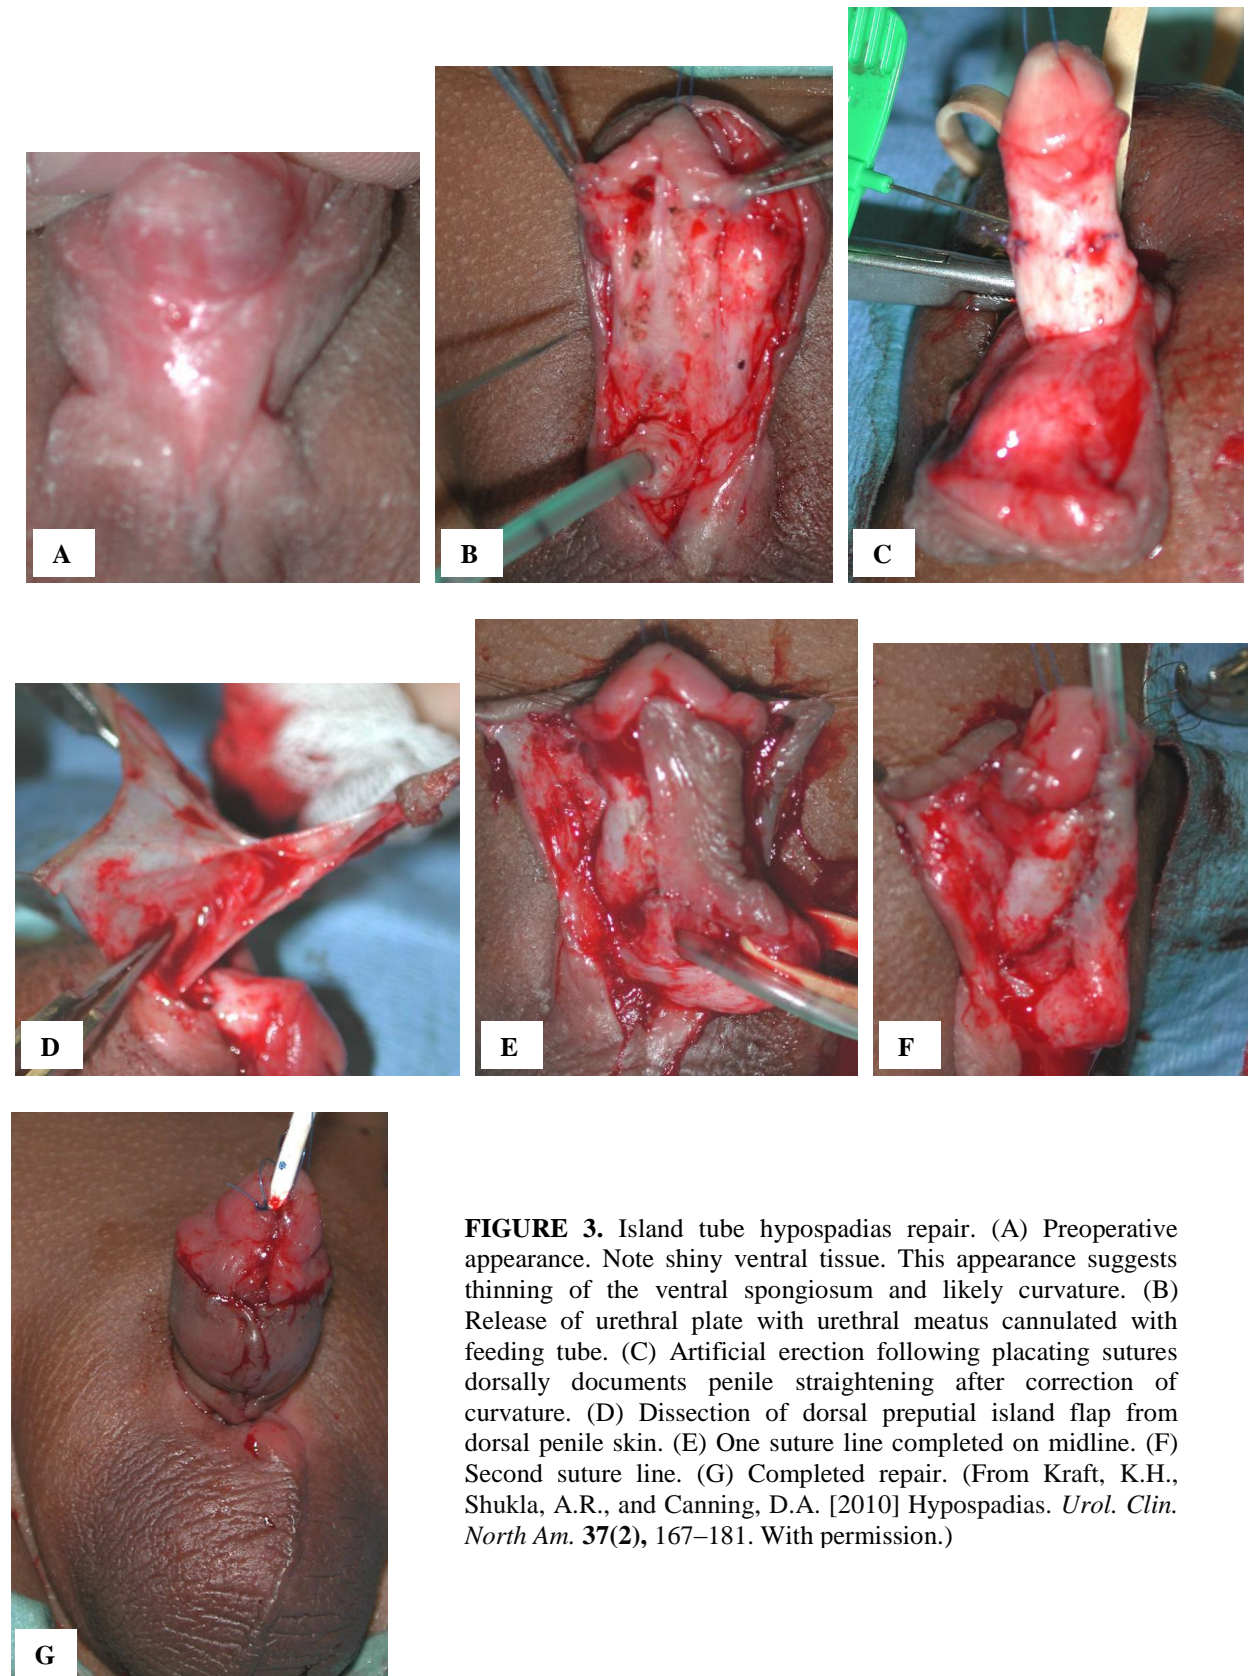 A
B
C
D
E
F
G
FIGURE 3. Island tube hypospadias repair. (A) Preoperative
appearance. Note shiny ventral tissue. This appearance suggests
thinning of the ventral spongiosum and likely curvature. (B)
Release of urethral plate with urethral meatus cannulated with
feeding tube. (C) Artificial erection following placating sutures
dorsally documents penile straightening after correction of
curvature. (D) Dissection of dorsal preputial island flap from
dorsal penile skin. (E) One suture line completed on midline. (F)
Second suture line. (G) Completed repair. (From Kraft, K.H.,
Shukla, A.R., and Canning, D.A. [2010] Hypospadias. Urol. Clin.
North Am. 37(2), 167–181. With permission.)